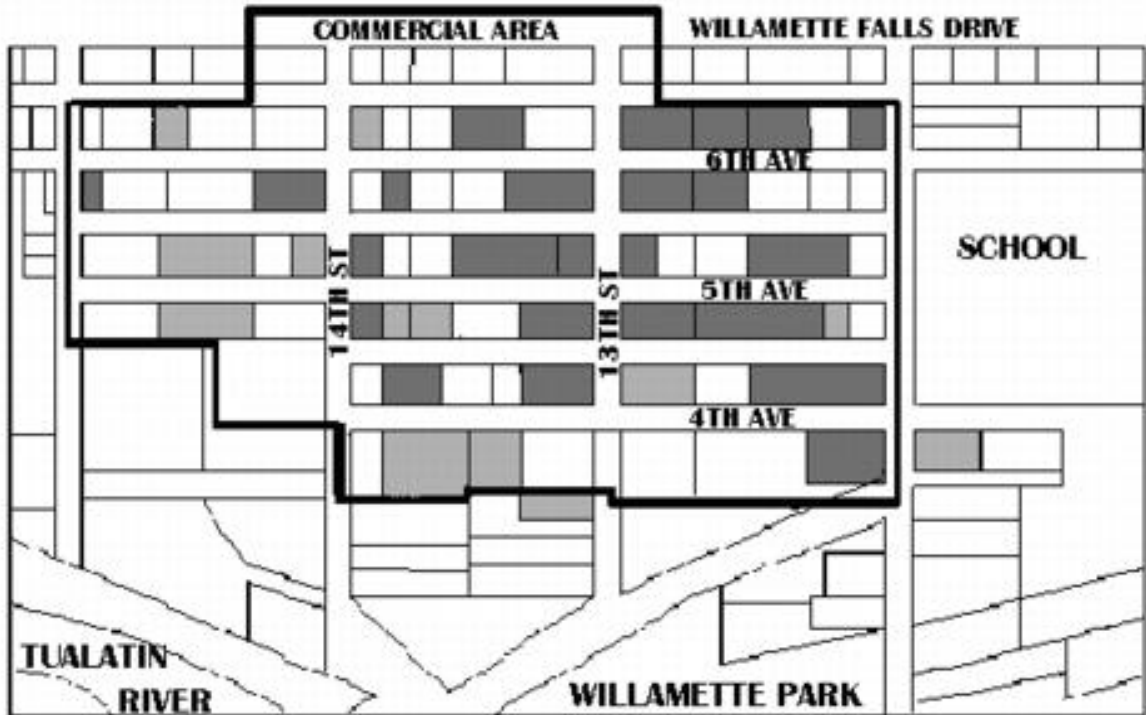 COMMERCIAL AREA
WILLAMETTE FALLS DRIVE
6TH AVE
SCHOOL
14TH ST
13TH ST
5TH AVE
4TH AVE
TUALATIN
RIVER
WILLAMETTE PARK